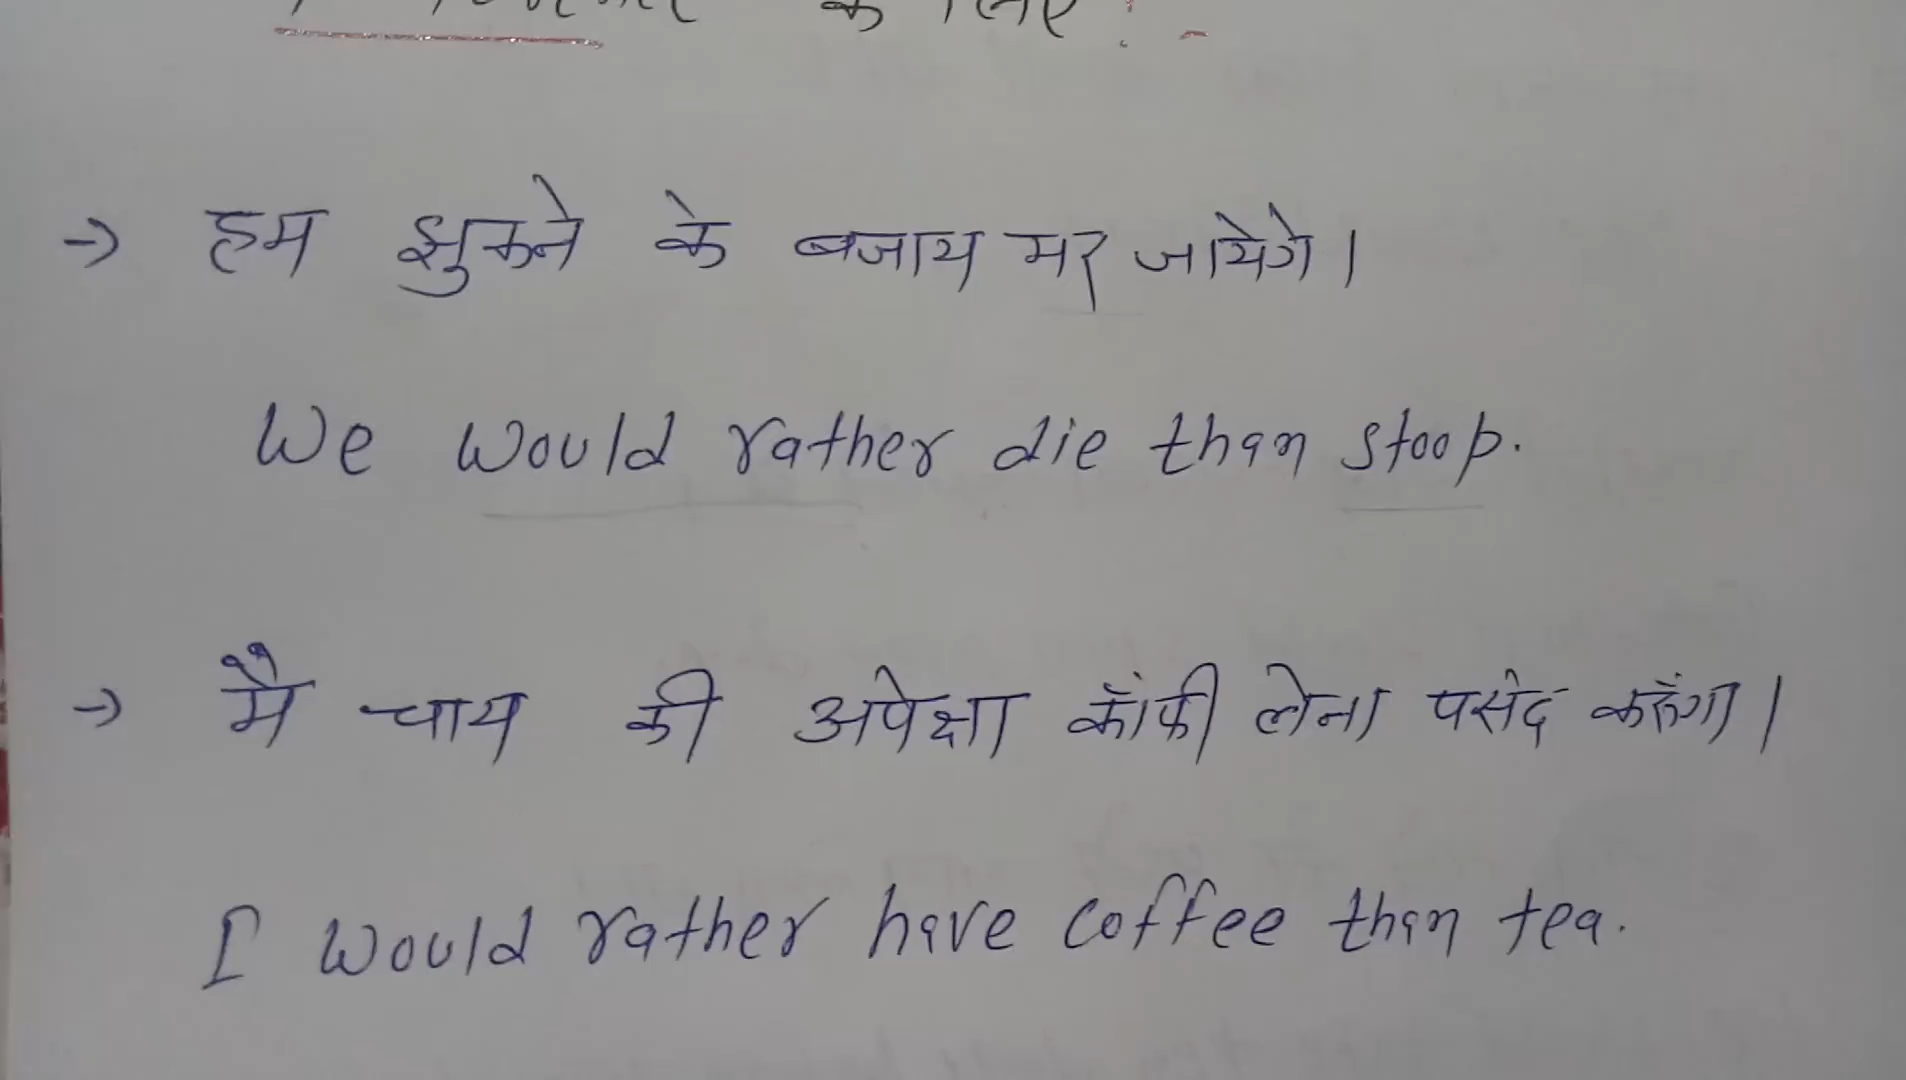 के लिए :-
→ हम झुकने के बजाय मर जायेगे।
We would rather die than stoop.
→ मैं चाय की अपेक्षा कॉफी लेना पसंद करुँगा।
I would rather have coffee than tea.